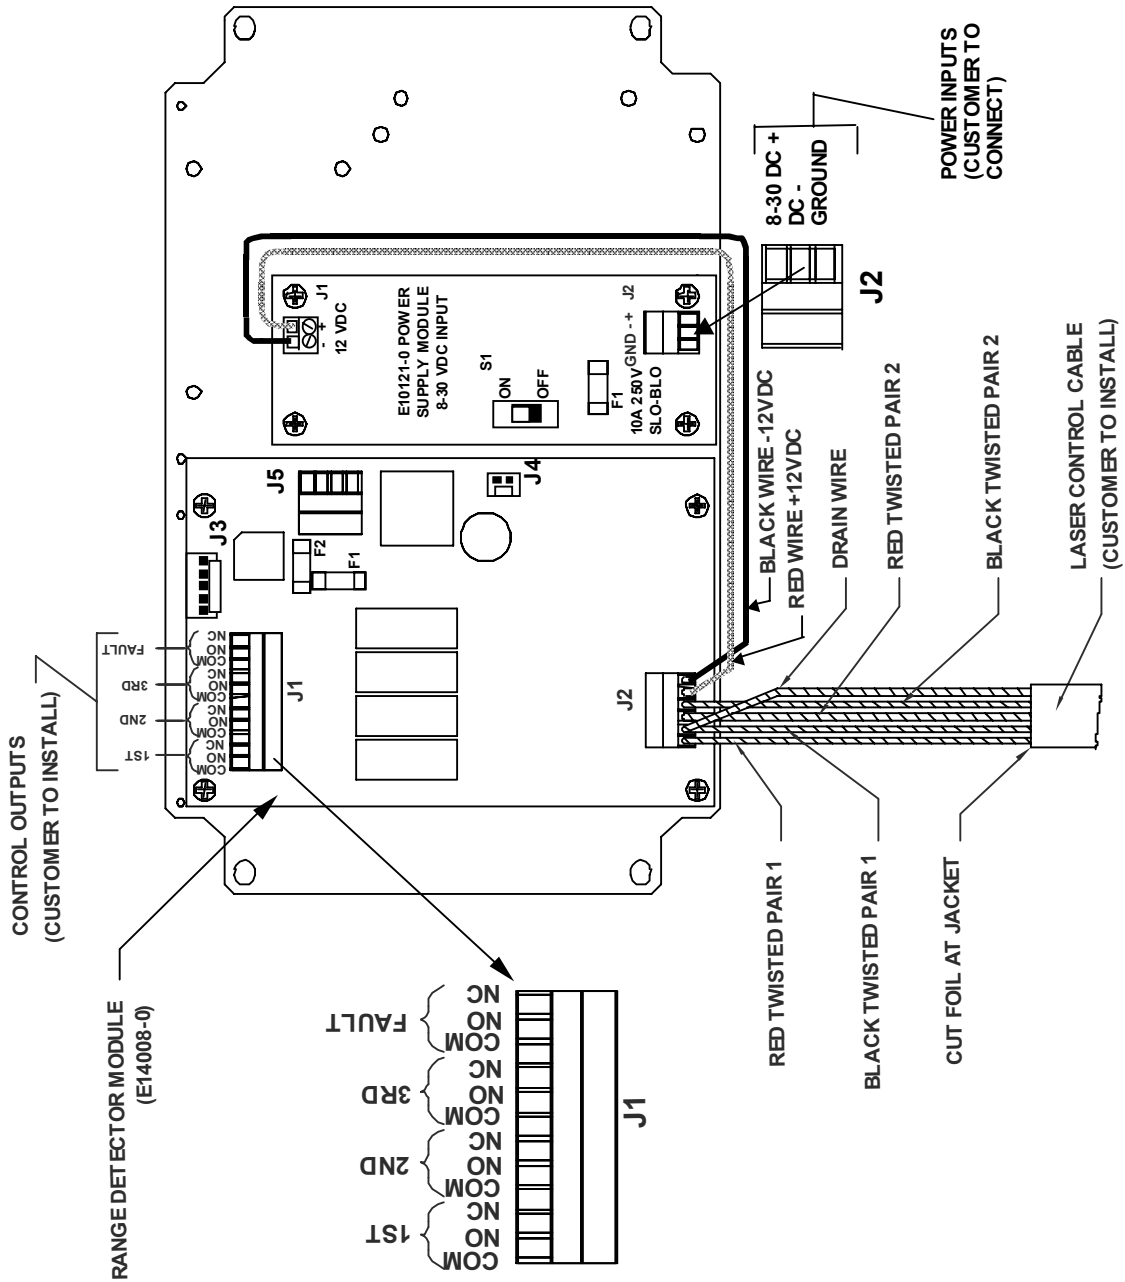 CONTROL OUTPUTS
(CUSTOMER TO INSTALL)
RANGE DETECTOR MODULE
(E14008-0)
1ST
2ND
3RD
FAULT
COM
NO
NC
COM
NO
NC
COM
NO
NC
COM
NO
NC
J1
J3
F2
F1
J5
J4
J2
J1
12 VDC
- +
E10121-0 POWER
SUPPLY MODULE
8-30 VDC INPUT
S1
ON
OFF
F1
10A 250V
SLO-BLO
GND - +
J2
8-30 DC +
DC -
GROUND
J2
POWER INPUTS
(CUSTOMER TO
CONNECT)
BLACK WIRE -12VDC
RED WIRE +12VDC
DRAIN WIRE
RED TWISTED PAIR 2
BLACK TWISTED PAIR 2
LASER CONTROL CABLE
(CUSTOMER TO INSTALL)
RED TWISTED PAIR 1
BLACK TWISTED PAIR 1
CUT FOIL AT JACKET
1ST
2ND
3RD
FAULT
COM
NO
NC
COM
NO
NC
COM
NO
NC
COM
NO
NC
J1